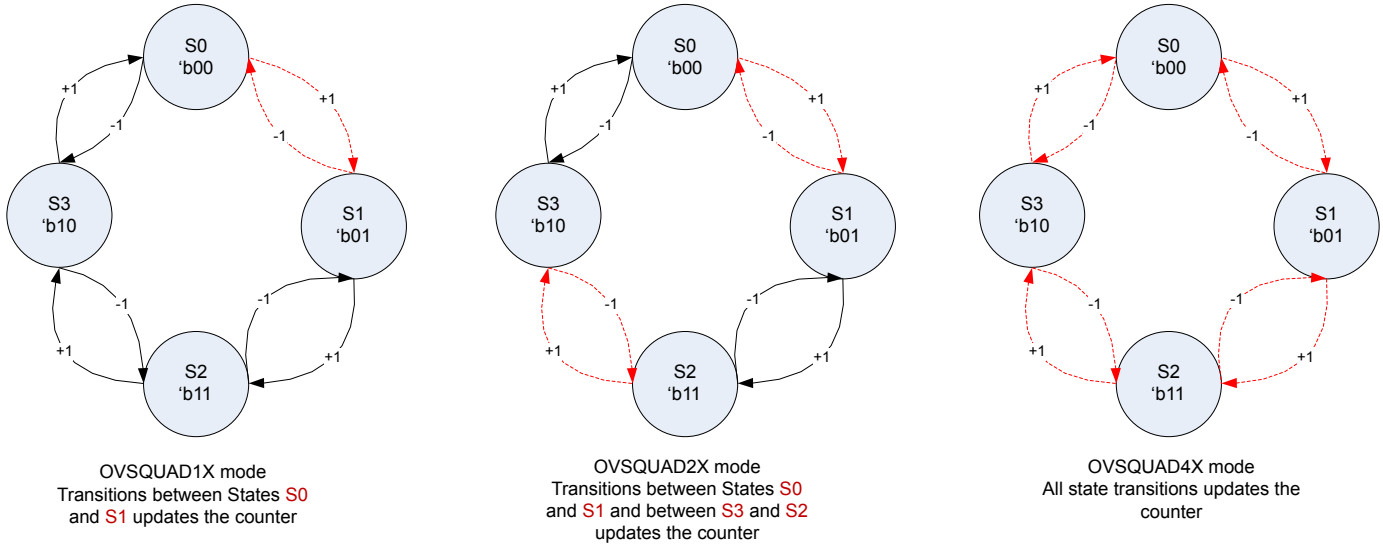 S0
‘b00
+1
-1
+1
-1
S3
‘b10
S1
‘b01
-1
+1
-1
+1
S2
‘b11
OVSQUAD1X mode
Transitions between States S0
and S1 updates the counter
S0
‘b00
+1
-1
+1
-1
S3
‘b10
S1
‘b01
-1
+1
-1
+1
S2
‘b11
OVSQUAD2X mode
Transitions between States S0
and S1 and between S3 and S2
updates the counter
S0
‘b00
+1
-1
+1
-1
S3
‘b10
S1
‘b01
-1
+1
-1
+1
S2
‘b11
OVSQUAD4X mode
All state transitions updates the
counter